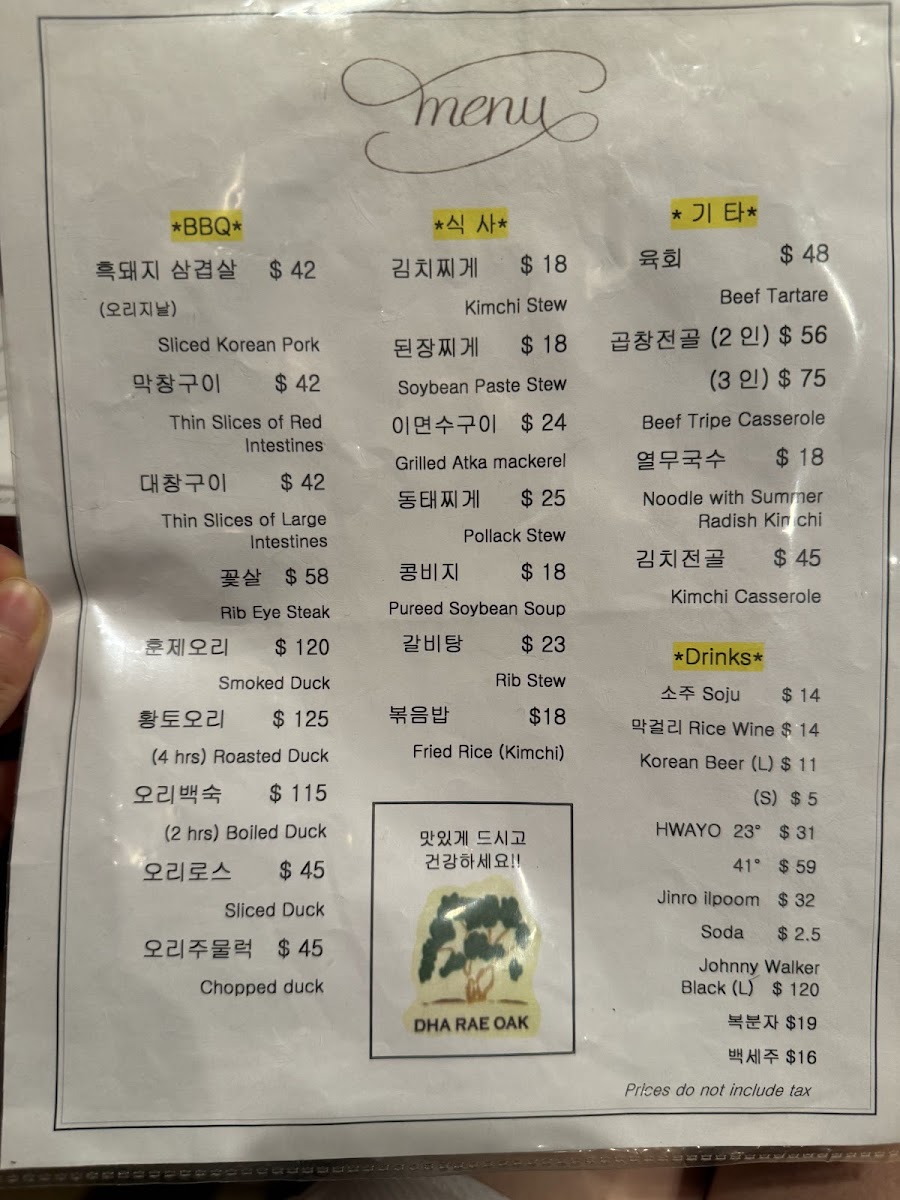 menu
*BBQ*
흑돼지 삼겹살 $ 42
(오리지날)
Sliced Korean Pork
막창구이 $ 42
Thin Slices of Red
Intestines
대창구이 $ 42
Thin Slices of Large
Intestines
꽃살 $ 58
Rib Eye Steak
훈제오리 $ 120
Smoked Duck
황토오리 $ 125
(4 hrs) Roasted Duck
오리백숙 $ 115
(2 hrs) Boiled Duck
오리로스 $ 45
Sliced Duck
오리주물럭 $ 45
Chopped duck
*식 사*
김치찌게 $ 18
Kimchi Stew
된장찌게 $ 18
Soybean Paste Stew
이면수구이 $ 24
Grilled Atka mackerel
동태찌게 $ 25
Pollack Stew
콩비지 $ 18
Pureed Soybean Soup
갈비탕 $ 23
Rib Stew
볶음밥 $18
Fried Rice (Kimchi)
맛있게 드시고
건강하세요!!
DHA RAE OAK
* 기 타*
육회 $ 48
Beef Tartare
곱창전골 (2 인) $ 56
(3 인) $ 75
Beef Tripe Casserole
열무국수 $ 18
Noodle with Summer
Radish Kimchi
김치전골 $ 45
Kimchi Casserole
*Drinks*
소주 Soju $ 14
막걸리 Rice Wine $ 14
Korean Beer (L) $ 11
(S) $ 5
HWAYO 23° $ 31
41° $ 59
Jinro ilpoom $ 32
Soda $ 2.5
Johnny Walker
Black (L) $ 120
복분자 $19
백세주 $16
Prices do not include tax